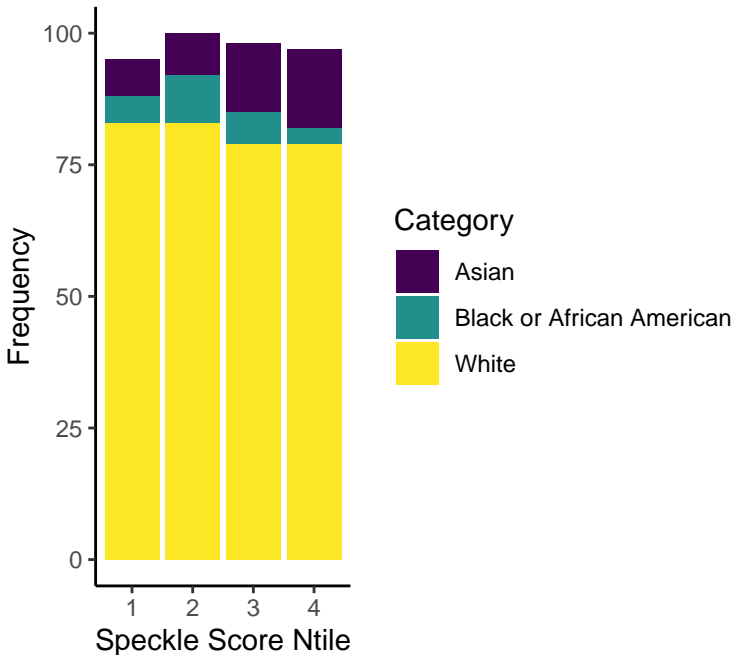 100
75
50
25
0
Frequency
1 2 3 4
Speckle Score Ntile
Category
Asian
Black or African American
White